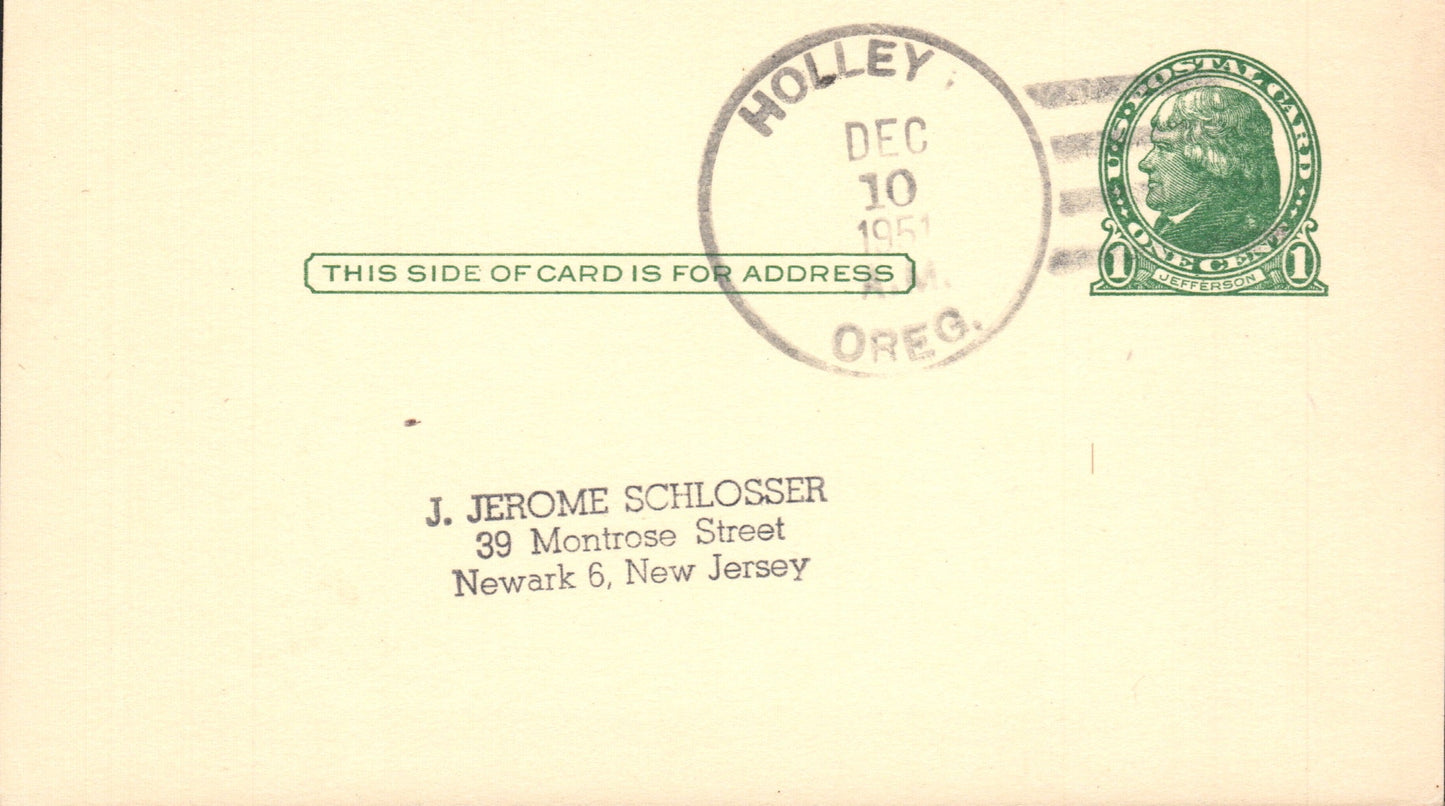 HOLLEY
DEC
10
1951
A.M.
OREG.
U.S. POSTAL CARD
ONE CENT
1 JEFFERSON 1
THIS SIDE OF CARD IS FOR ADDRESS
J. JEROME SCHLOSSER
39 Montrose Street
Newark 6, New Jersey